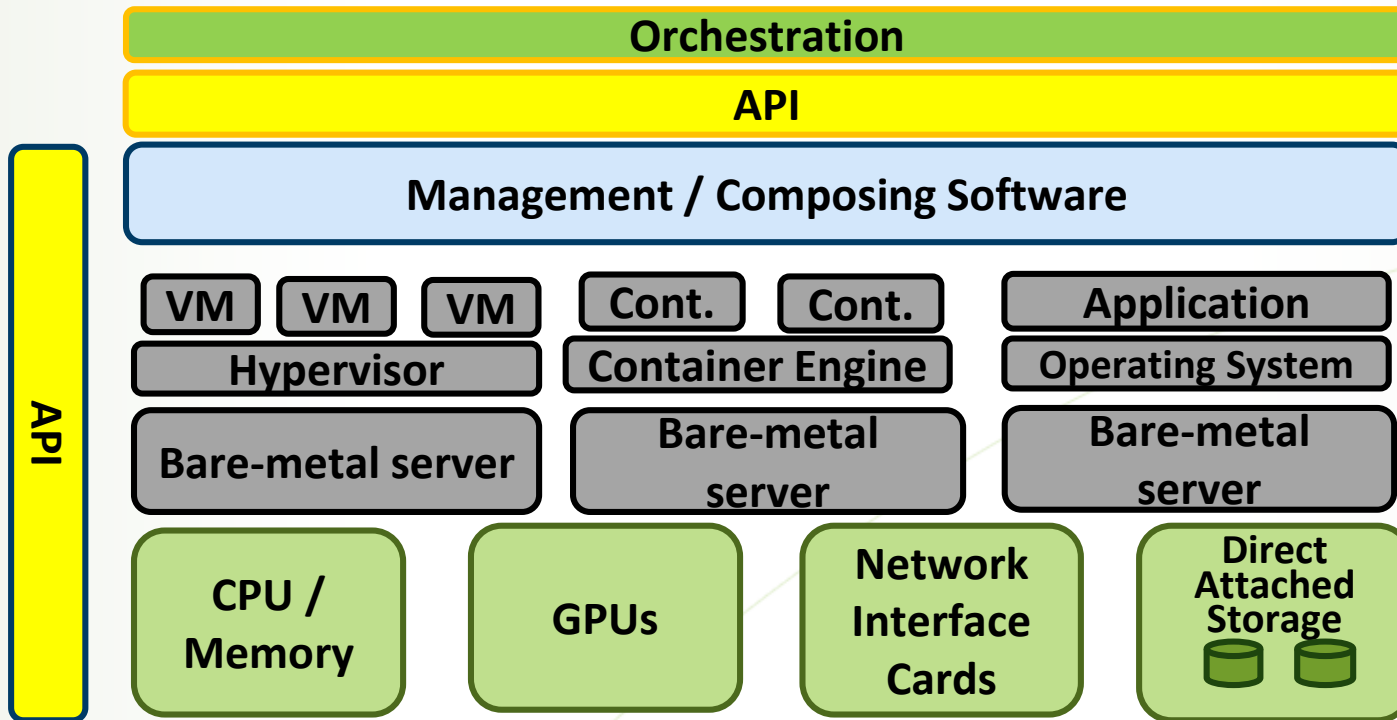 Orchestration
API
API
Management / Composing Software
VM
VM
VM
Cont.
Cont.
Application
Hypervisor
Container Engine
Operating System
Bare-metal server
Bare-metal
server
Bare-metal
server
CPU /
Memory
GPUs
Network
Interface
Cards
Direct
Attached
Storage